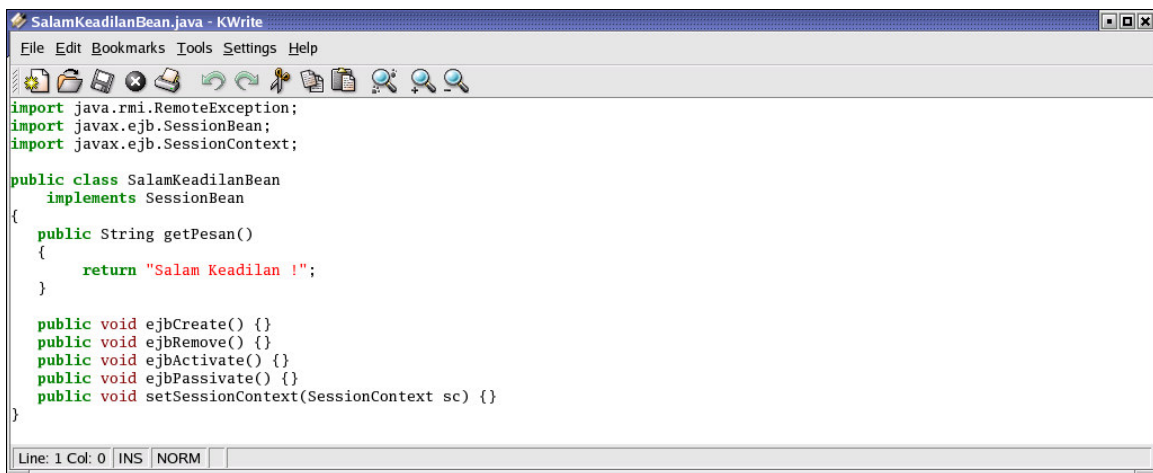 SalamKeadilanBean.java - KWrite
File Edit Bookmarks Tools Settings Help
import java.rmi.RemoteException;
import javax.ejb.SessionBean;
import javax.ejb.SessionContext;

public class SalamKeadilanBean
    implements SessionBean
{
   public String getPesan()
   {
        return "Salam Keadilan !";
   }

   public void ejbCreate() {}
   public void ejbRemove() {}
   public void ejbActivate() {}
   public void ejbPassivate() {}
   public void setSessionContext(SessionContext sc) {}
}
Line: 1 Col: 0 INS NORM